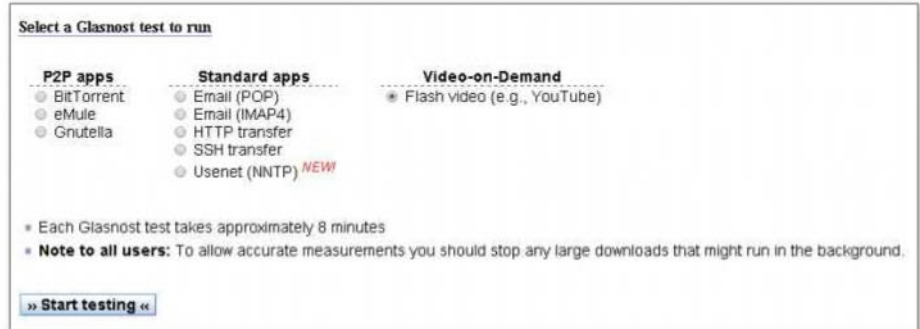 Select a Glasnost test to run
P2P apps
BitTorrent
eMule
Gnutella
Standard apps
Email (POP)
Email (IMAP4)
HTTP transfer
SSH transfer
Usenet (NNTP) NEW!
Video-on-Demand
Flash video (e.g., YouTube)
Each Glasnost test takes approximately 8 minutes
Note to all users: To allow accurate measurements you should stop any large downloads that might run in the background.
» Start testing «